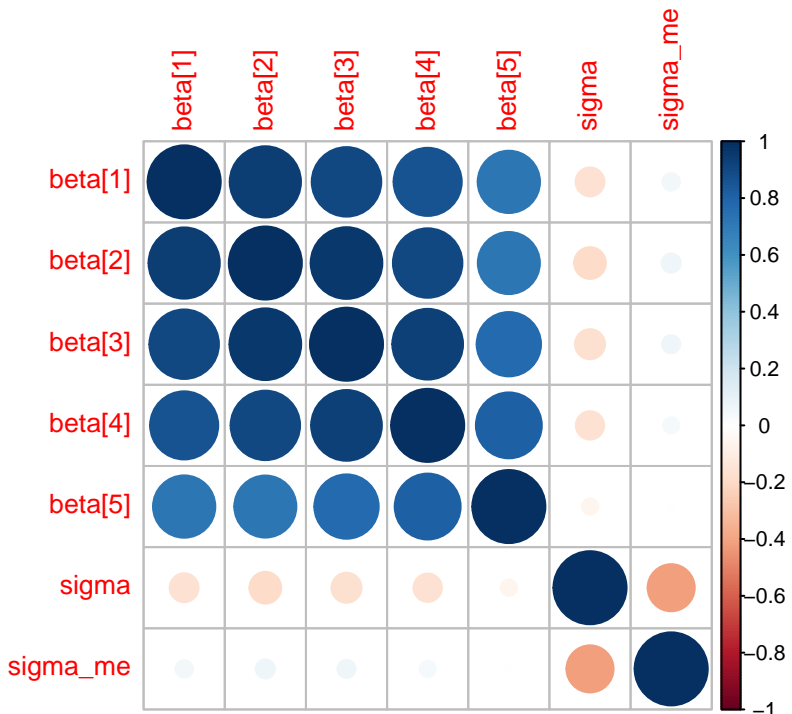 beta[1]
beta[2]
beta[3]
beta[4]
beta[5]
sigma
sigma_me
beta[1]
beta[2]
beta[3]
beta[4]
beta[5]
sigma
sigma_me
1
0.8
0.6
0.4
0.2
0
−0.2
−0.4
−0.6
−0.8
−1